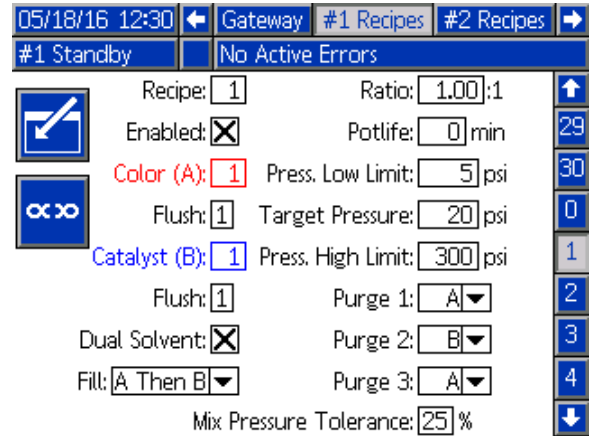 05/18/16 12:30 Gateway #1 Recipes #2 Recipes
#1 Standby No Active Errors
Recipe: 1 Ratio: 1.00 :1
Enabled: Potlife: 0 min 29
Color (A): 1 Press. Low Limit: 5 psi 30
Flush: 1 Target Pressure: 20 psi 0
Catalyst (B): 1 Press. High Limit: 300 psi 1
Flush: 1 Purge 1: A 2
Dual Solvent: Purge 2: B 3
Fill: A Then B Purge 3: A 4
Mix Pressure Tolerance: 25 %